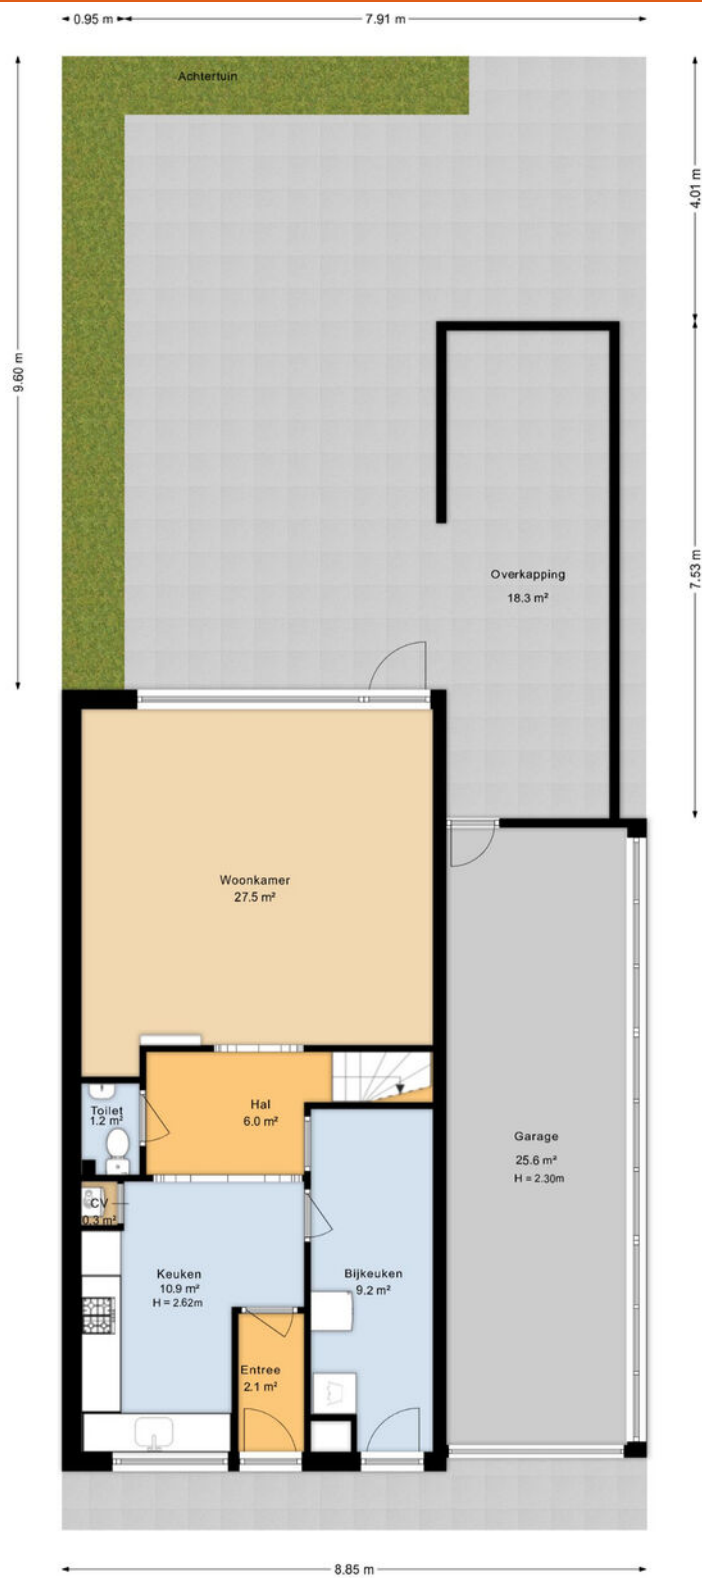 0.95 m
7.91 m
Achtertuin
4.01 m
9.60 m
7.53 m
Overkapping
18.3 m²
Woonkamer
27.5 m²
Hal
6.0 m²
Toilet
1.2 m²
Garage
25.6 m²
H = 2.30m
CV
0.3 m²
Keuken
10.9 m²
H = 2.62m
Bijkeuken
9.2 m²
Entree
2.1 m²
8.85 m